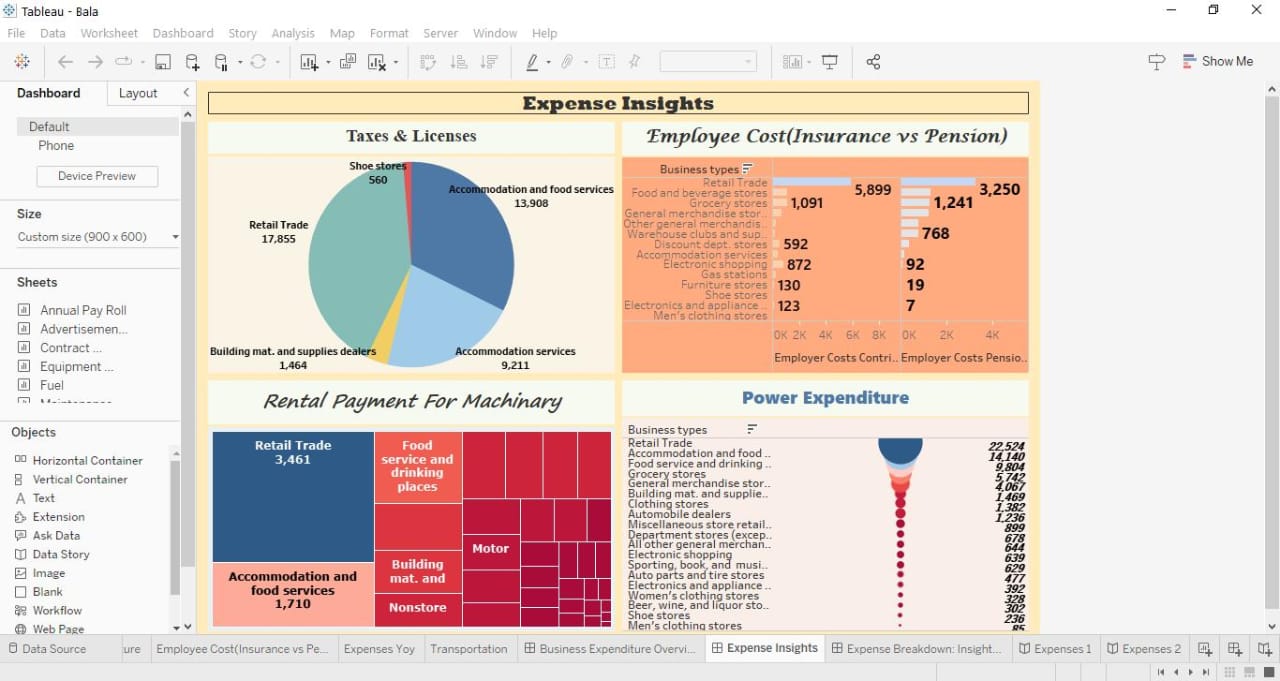 Tableau - Bala
File Data Worksheet Dashboard Story Analysis Map Format Server Window Help
Show Me
Dashboard Layout
Default
Phone
Device Preview
Size
Custom size (900 x 600)
Sheets
Annual Pay Roll
Advertisemen...
Contract ...
Equipment ...
Fuel
Objects
Horizontal Container
Vertical Container
Text
Extension
Ask Data
Data Story
Image
Blank
Workflow
Web Page
Expense Insights
Taxes & Licenses
Shoe stores
560
Accommodation and food services
13,908
Retail Trade
17,855
Building mat. and supplies dealers
1,464
Accommodation services
9,211
Employee Cost(Insurance vs Pension)
Business types
Retail Trade 5,899 3,250
Food and beverage stores
Grocery stores 1,091 1,241
General merchandise stor..
Other general merchandis..
Warehouse clubs and sup.. 768
Discount dept. stores 592
Accommodation services
Electronic shopping 872 92
Gas stations
Furniture stores 130 19
Shoe stores
Electronics and appliance .. 123 7
Men's clothing stores
0K 2K 4K 6K 8K 0K 2K 4K
Employer Costs Contri.. Employer Costs Pensio..
Rental Payment For Machinary
Retail Trade
3,461
Accommodation and
food services
1,710
Food
service and
drinking
places
Building
mat. and
Nonstore
Motor
Power Expenditure
Business types
Retail Trade 22,524
Accommodation and food .. 14,140
Food service and drinking .. 9,804
Grocery stores 5,742
General merchandise stor.. 4,067
Building mat. and supplie.. 1,469
Clothing stores 1,382
Automobile dealers 1,236
Miscellaneous store retail.. 899
Department stores (excep.. 678
All other general merchan.. 644
Electronic shopping 639
Sporting, book, and musi.. 629
Auto parts and tire stores 477
Electronics and appliance .. 392
Women's clothing stores 328
Beer, wine, and liquor sto.. 302
Shoe stores 236
Men's clothing stores 85
Data Source ure Employee Cost(Insurance vs Pe... Expenses Yoy Transportation Business Expenditure Overvi... Expense Insights Expense Breakdown: Insight... Expenses 1 Expenses 2